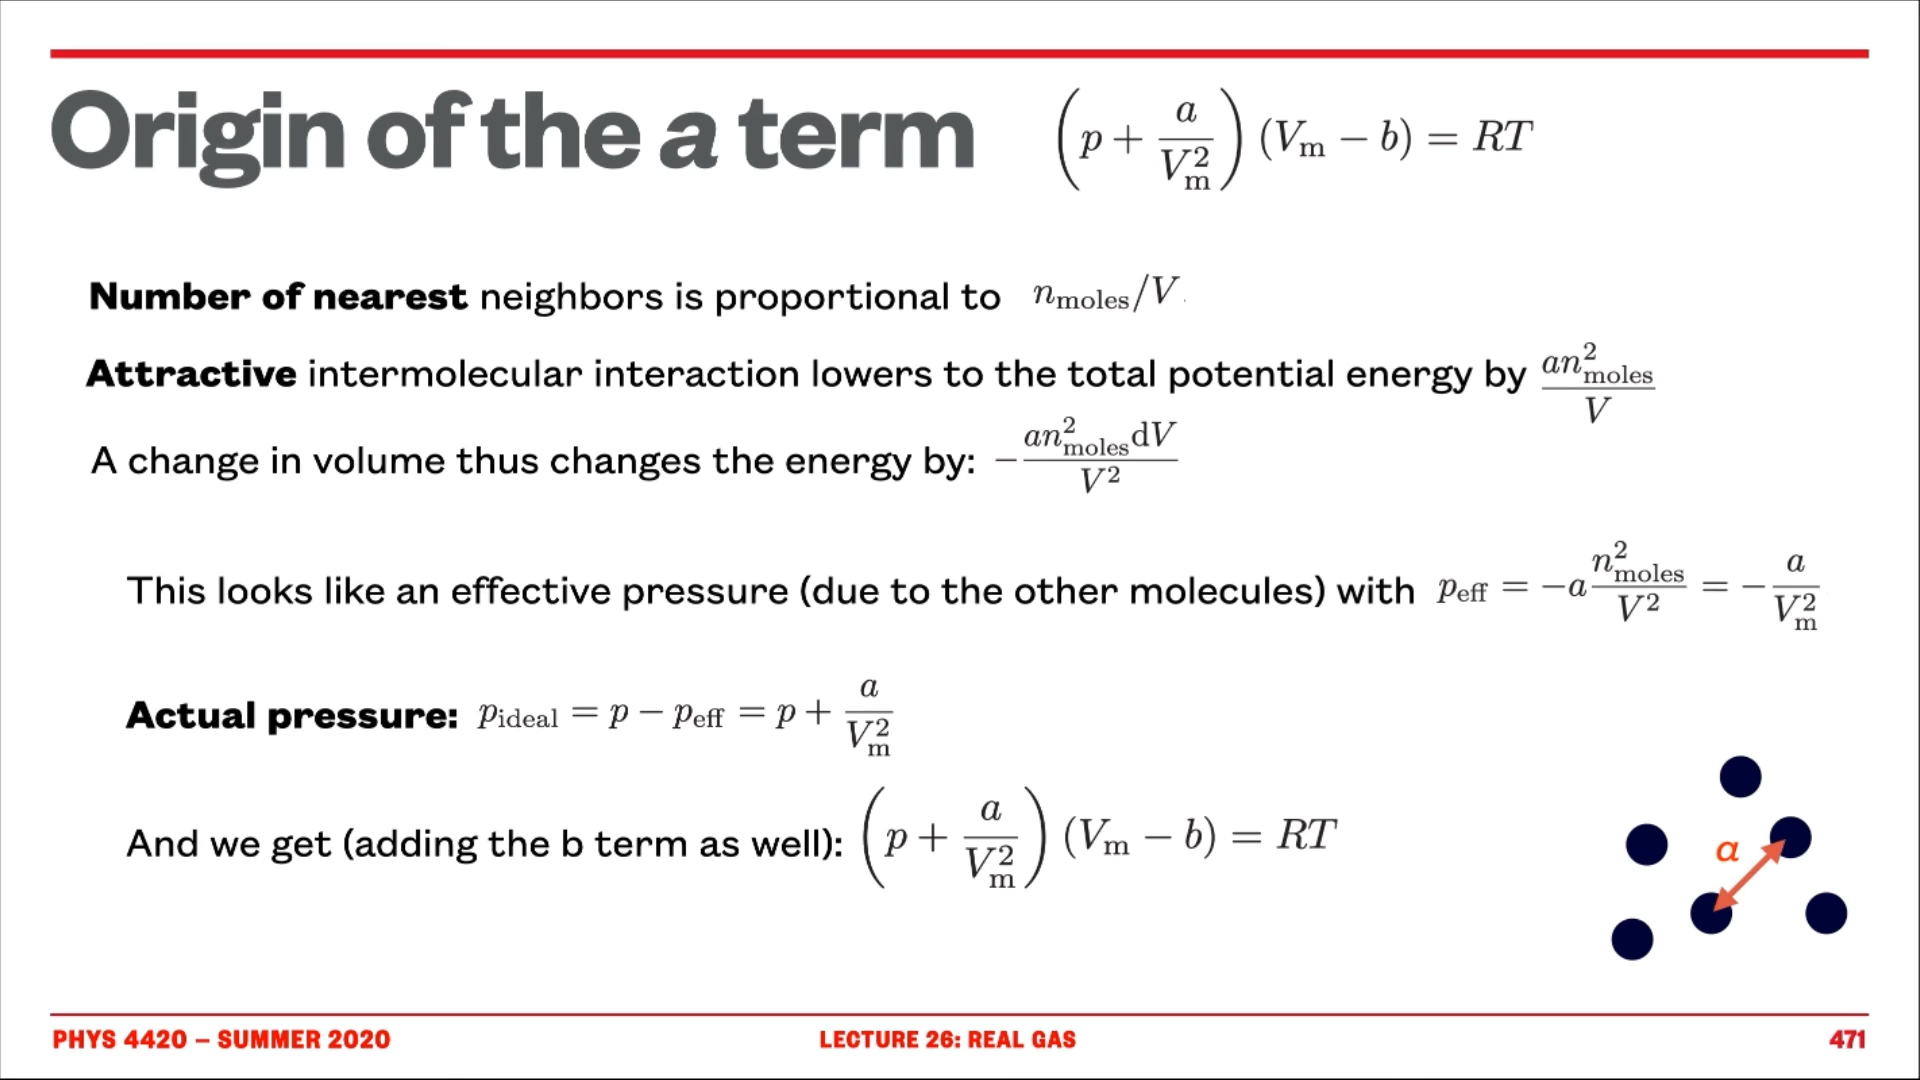 Origin of the a term $\left(p + \frac{a}{V_{\mathrm{m}}^2}\right)(V_{\mathrm{m}} - b) = RT$
Number of nearest neighbors is proportional to $n_{\mathrm{moles}}/V$
Attractive intermolecular interaction lowers to the total potential energy by $\frac{an_{\mathrm{moles}}^2}{V}$
A change in volume thus changes the energy by: $-\frac{an_{\mathrm{moles}}^2 \mathrm{d}V}{V^2}$
This looks like an effective pressure (due to the other molecules) with $p_{\mathrm{eff}} = -a\frac{n_{\mathrm{moles}}^2}{V^2} = -\frac{a}{V_{\mathrm{m}}^2}$
Actual pressure: $p_{\mathrm{ideal}} = p - p_{\mathrm{eff}} = p + \frac{a}{V_{\mathrm{m}}^2}$
And we get (adding the b term as well): $\left(p + \frac{a}{V_{\mathrm{m}}^2}\right)(V_{\mathrm{m}} - b) = RT$
a
PHYS 4420 – SUMMER 2020
LECTURE 26: REAL GAS
471